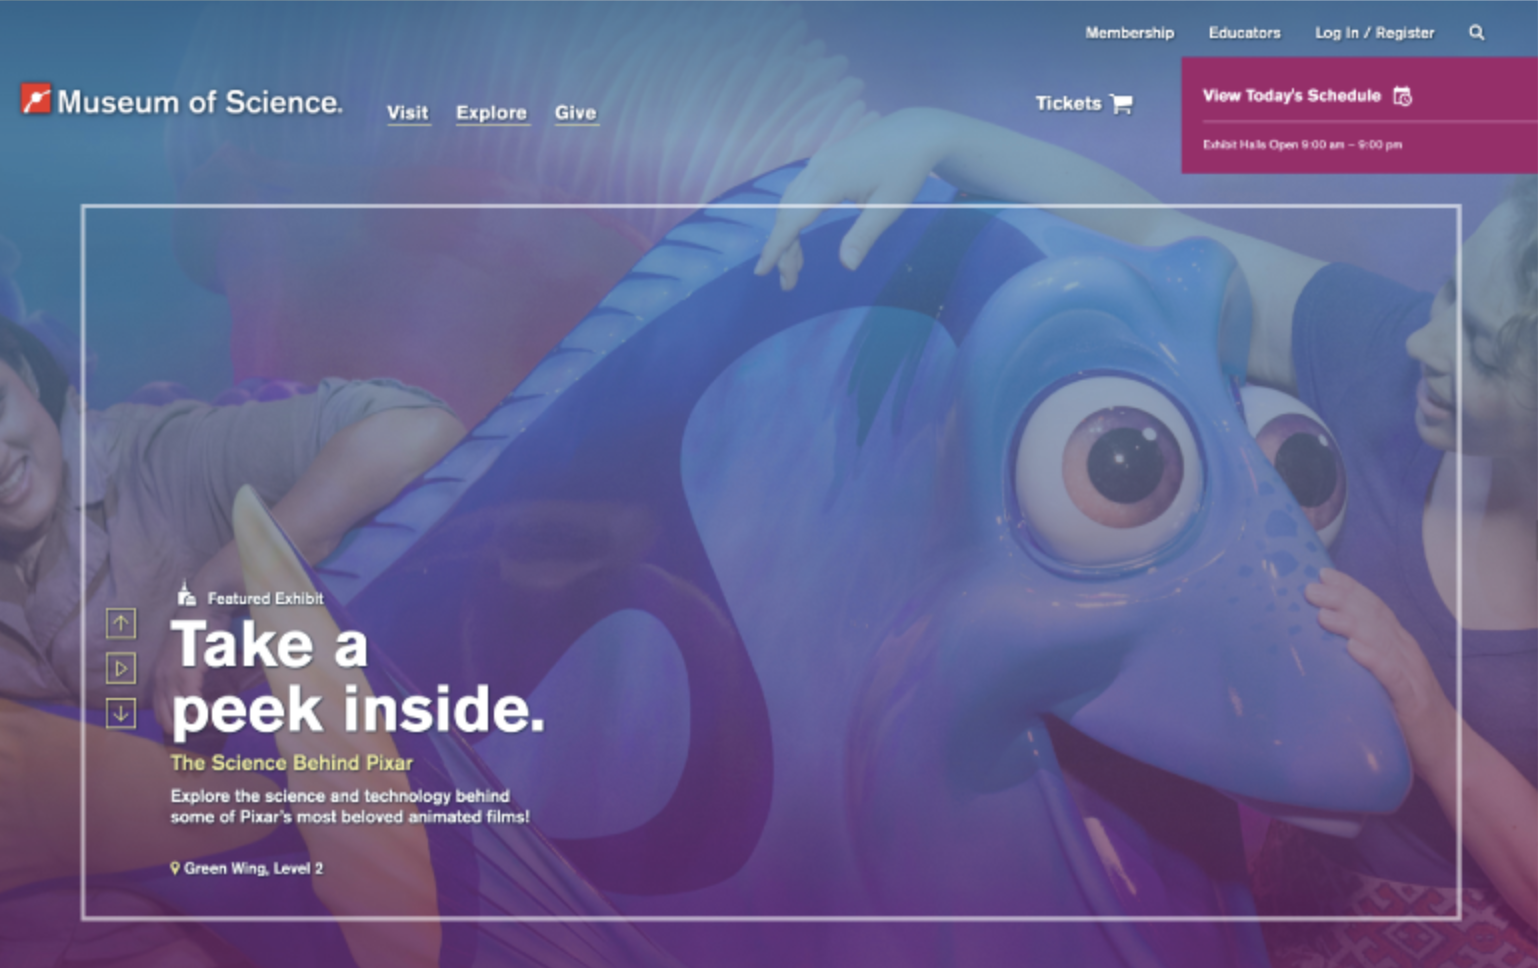 Membership
Educators
Log In / Register
Museum of Science.
Visit
Explore
Give
Tickets
View Today's Schedule
Exhibit Halls Open 9:00 am – 9:00 pm
Featured Exhibit
Take a
peek inside.
The Science Behind Pixar
Explore the science and technology behind
some of Pixar's most beloved animated films!
Green Wing, Level 2